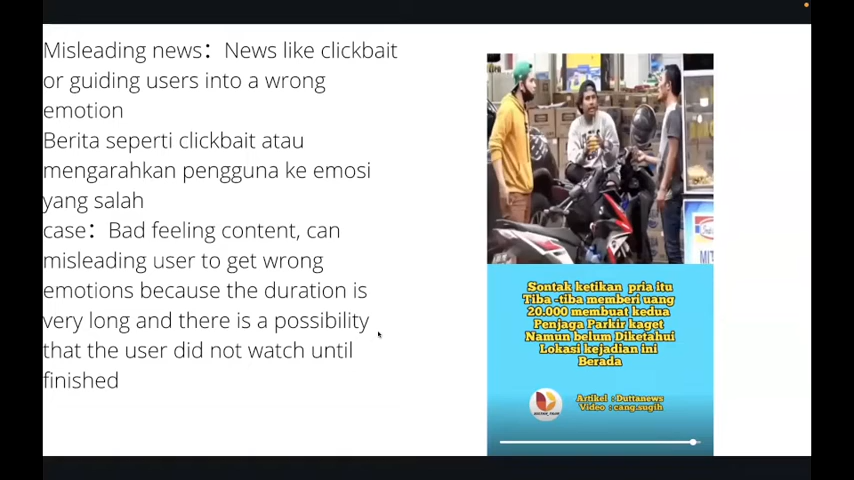 Misleading news： News like clickbait
or guiding users into a wrong
emotion
Berita seperti clickbait atau
mengarahkan pengguna ke emosi
yang salah
case： Bad feeling content, can
misleading user to get wrong
emotions because the duration is
very long and there is a possibility
that the user did not watch until
finished
Sontak ketikan pria itu
Tiba -tiba memberi uang
20.000 membuat kedua
Penjaga Parkir kaget
Namun belum Diketahui
Lokasi kejadian ini
Berada
Artikel : Duttanews
Video : cang.sugih